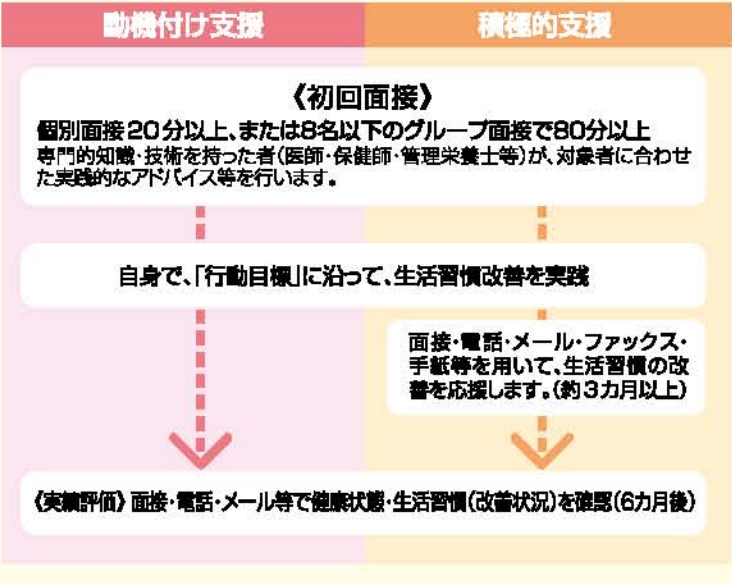 動機付け支援
積極的支援
《初回面接》
個別面接20分以上、または8名以下のグループ面接で80分以上
専門的知識・技術を持った者(医師・保健師・管理栄養士等)が、対象者に合わせ
た実践的なアドバイス等を行います。
自身で、「行動目標」に沿って、生活習慣改善を実践
面接・電話・メール・ファックス・
手紙等を用いて、生活習慣の改
善を応援します。(約3カ月以上)
《実績評価》面接・電話・メール等で健康状態・生活習慣(改善状況)を確認(6カ月後)